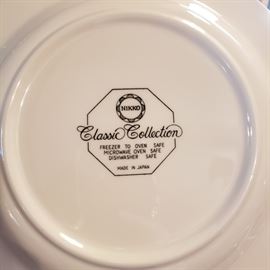 NIKKO
Classic Collection
FREEZER TO OVEN SAFE
MICROWAVE OVEN SAFE
DISHWASHER SAFE
MADE IN JAPAN